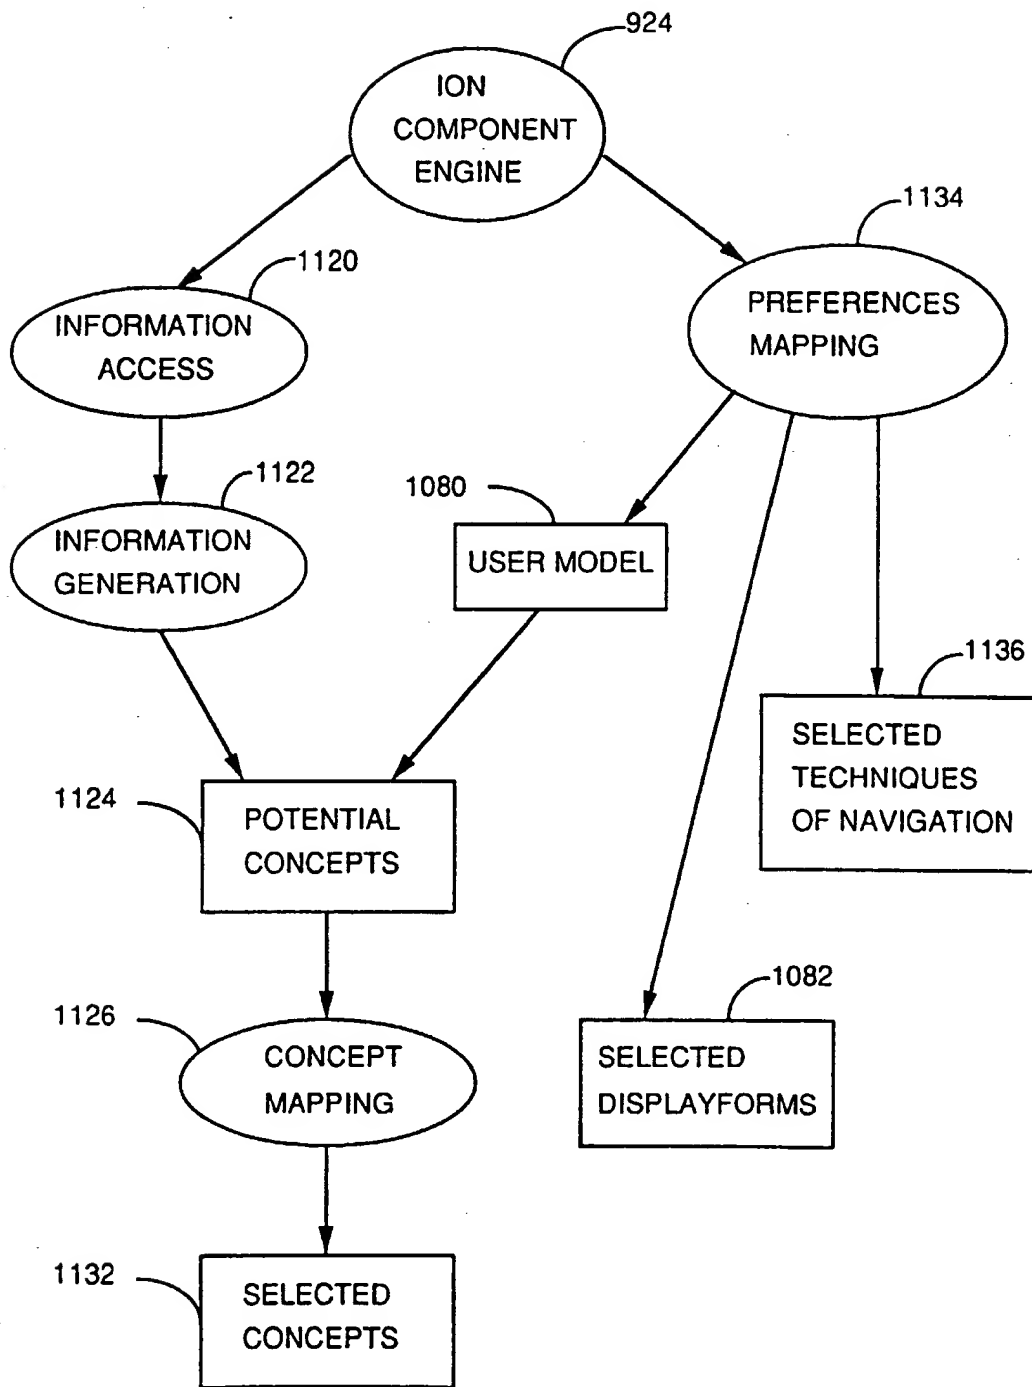 924
ION
COMPONENT
ENGINE
1134
1120
PREFERENCES
MAPPING
INFORMATION
ACCESS
1122
1080
INFORMATION
GENERATION
USER MODEL
1136
SELECTED
TECHNIQUES
OF NAVIGATION
1124
POTENTIAL
CONCEPTS
1082
1126
CONCEPT
MAPPING
SELECTED
DISPLAYFORMS
1132
SELECTED
CONCEPTS